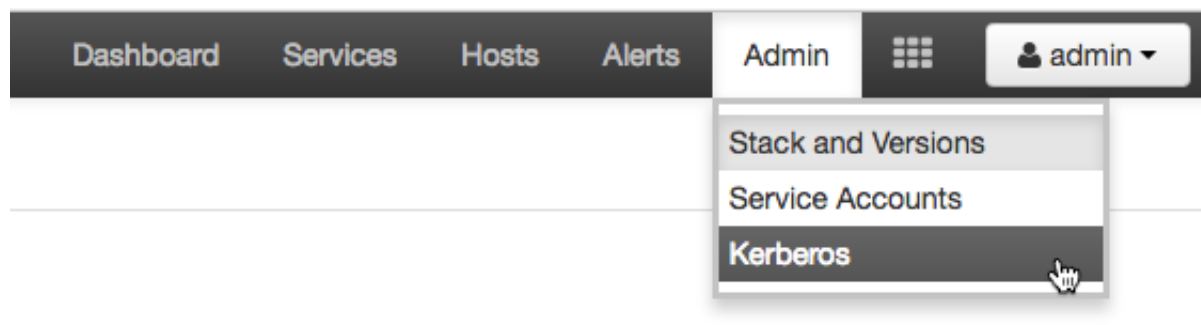 Dashboard Services Hosts Alerts Admin admin
Stack and Versions
Service Accounts
Kerberos